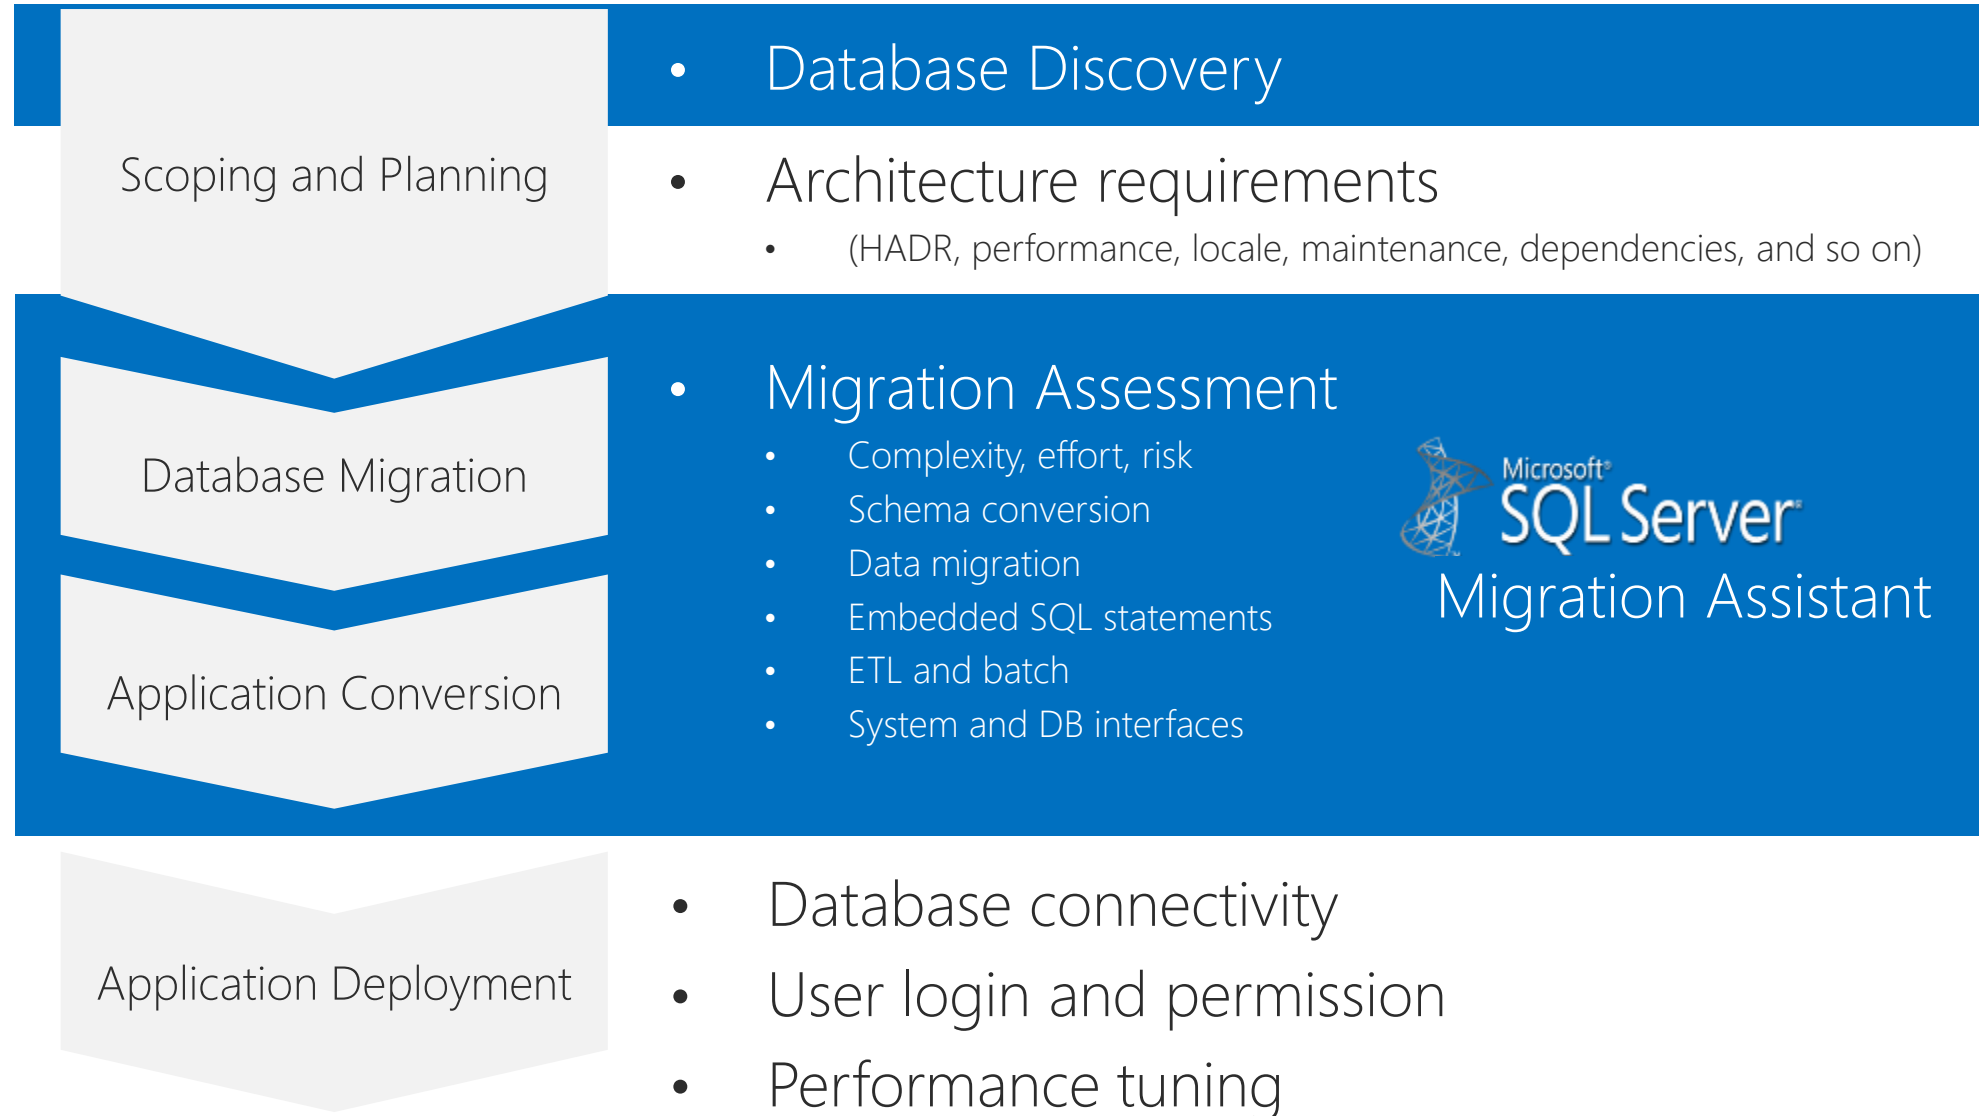 Scoping and Planning
• Database Discovery
• Architecture requirements
• (HADR, performance, locale, maintenance, dependencies, and so on)
Database Migration
Application Conversion
• Migration Assessment
• Complexity, effort, risk
• Schema conversion
• Data migration
• Embedded SQL statements
• ETL and batch
• System and DB interfaces
Microsoft®
SQL Server®
Migration Assistant
Application Deployment
• Database connectivity
• User login and permission
• Performance tuning